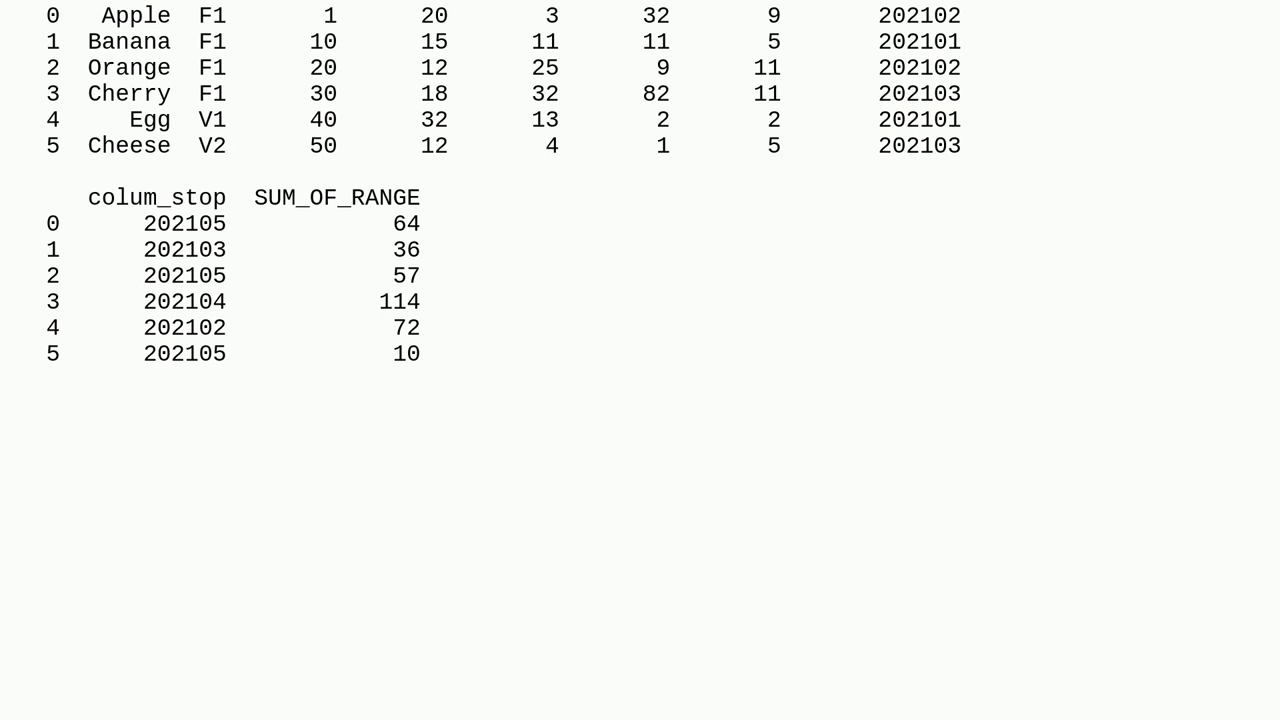 0 Apple F1 1 20 3 32 9 202102
1 Banana F1 10 15 11 11 5 202101
2 Orange F1 20 12 25 9 11 202102
3 Cherry F1 30 18 32 82 11 202103
4 Egg V1 40 32 13 2 2 202101
5 Cheese V2 50 12 4 1 5 202103
colum_stop SUM_OF_RANGE
0 202105 64
1 202103 36
2 202105 57
3 202104 114
4 202102 72
5 202105 10